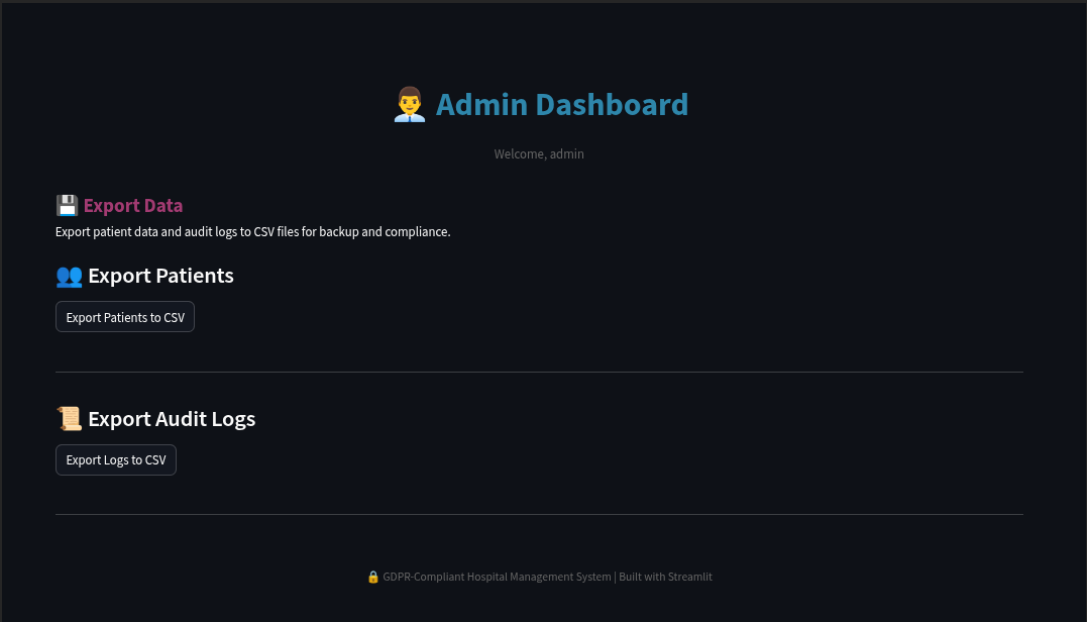 Admin Dashboard
Welcome, admin
Export Data
Export patient data and audit logs to CSV files for backup and compliance.
Export Patients
Export Patients to CSV
Export Audit Logs
Export Logs to CSV
GDPR-Compliant Hospital Management System | Built with Streamlit